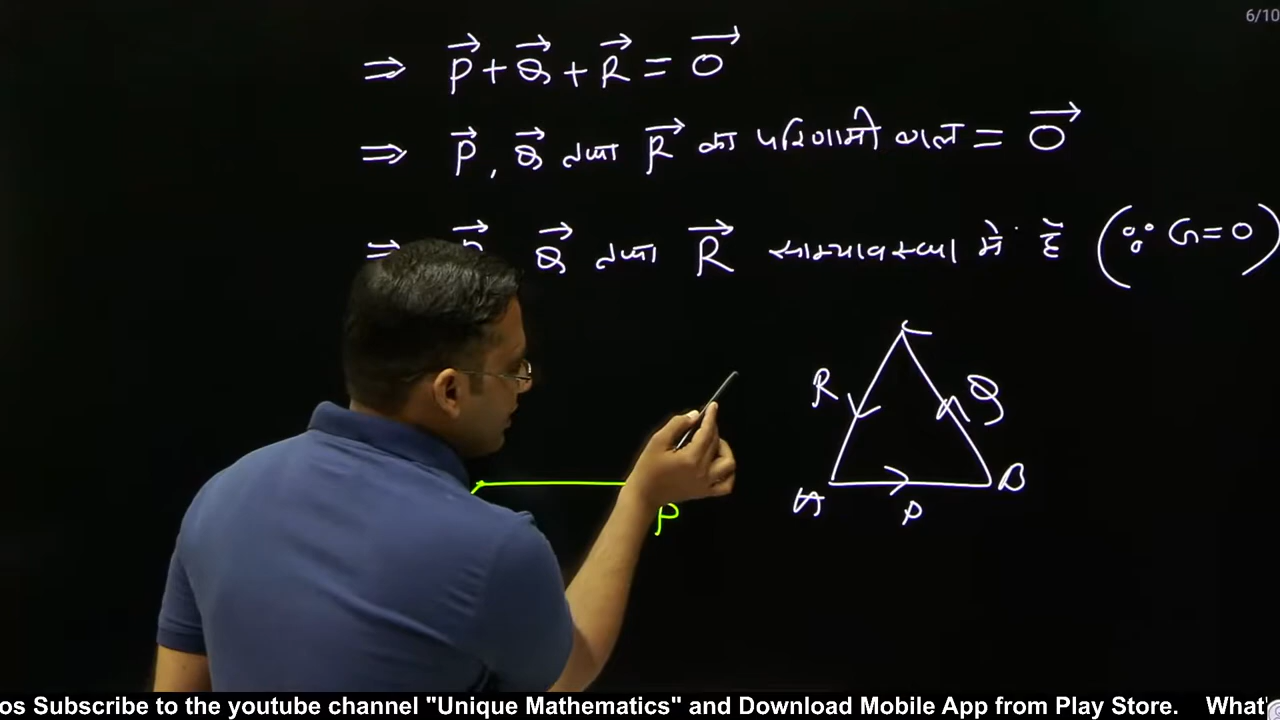 6/10
⇒ P⃗ + Q⃗ + R⃗ = 0⃗
⇒ P⃗, Q⃗ तथा R⃗ का परिणामी बल = 0⃗
⇒ Q⃗ तथा R⃗ साम्यावस्था में है (∵ G=0)
C
R Q
A B
P
P
os Subscribe to the youtube channel "Unique Mathematics" and Download Mobile App from Play Store. What'